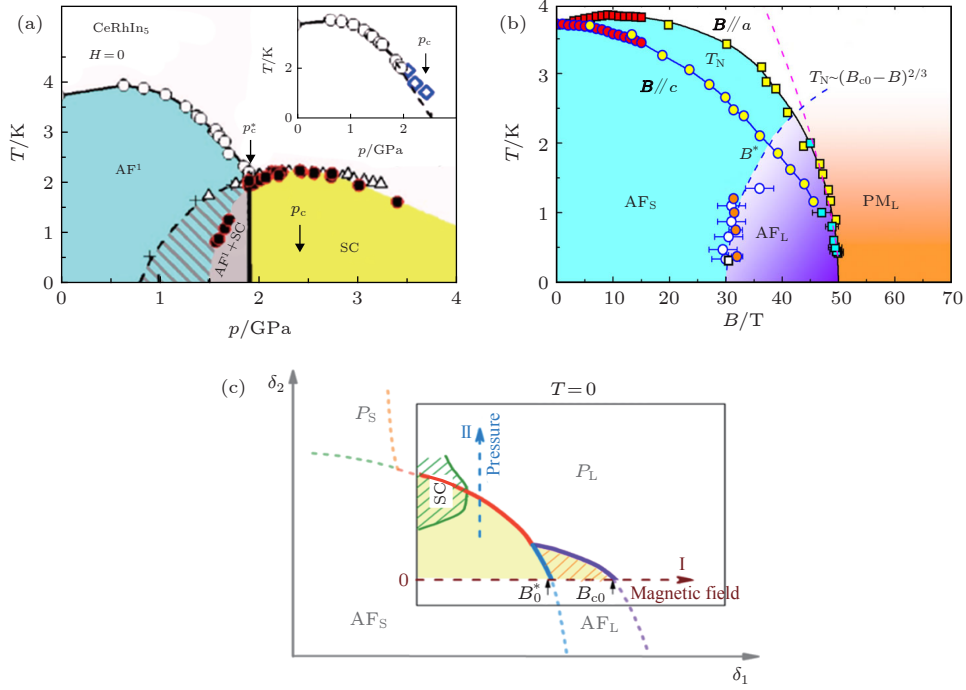 (a)
CeRhIn₅
H=0
T/K
4
3
2
1
0
0 1 2 3 4
p/GPa
AF¹
AF¹+SC
SC
p*c
pc
T/K
4
2
0
0 1 2
p/GPa
pc
(b)
T/K
4
3
2
1
0
0 10 20 30 40 50 60 70
B/T
B//a
TN
B//c
TN~(Bc0−B)^2/3
B*
AFS
AFL
PML
(c)
T=0
δ₂
PS
II
Pressure
PL
SC
0
I
B*0
Bc0
Magnetic field
AFS
AFL
δ₁